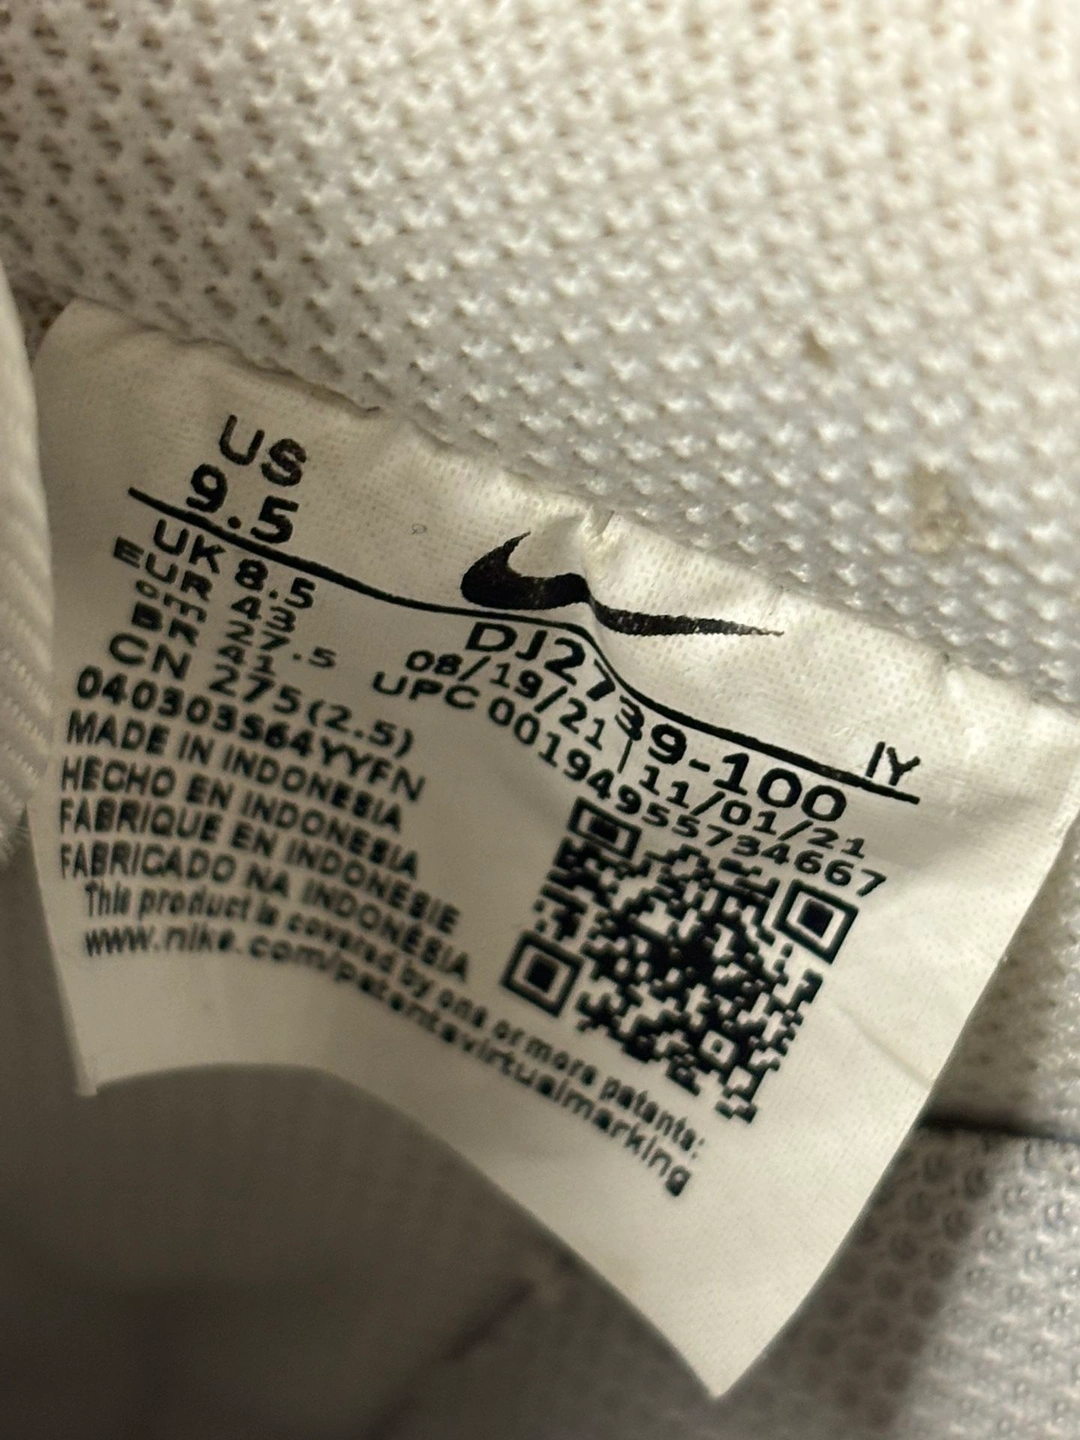 US
9.5
UK 8.5
EUR 43
cm 27.5
BR 41
CN 275(2.5)
040303S64YYFN
MADE IN INDONESIA
HECHO EN INDONESIA
FABRIQUE EN INDONESIE
FABRICADO NA INDONÉSIA
This product is covered by one or more patents:
www.nike.com/patentsvirtualmarking
IY
DJ2739-100
08/19/21 | 11/01/21
UPC 00194955734667